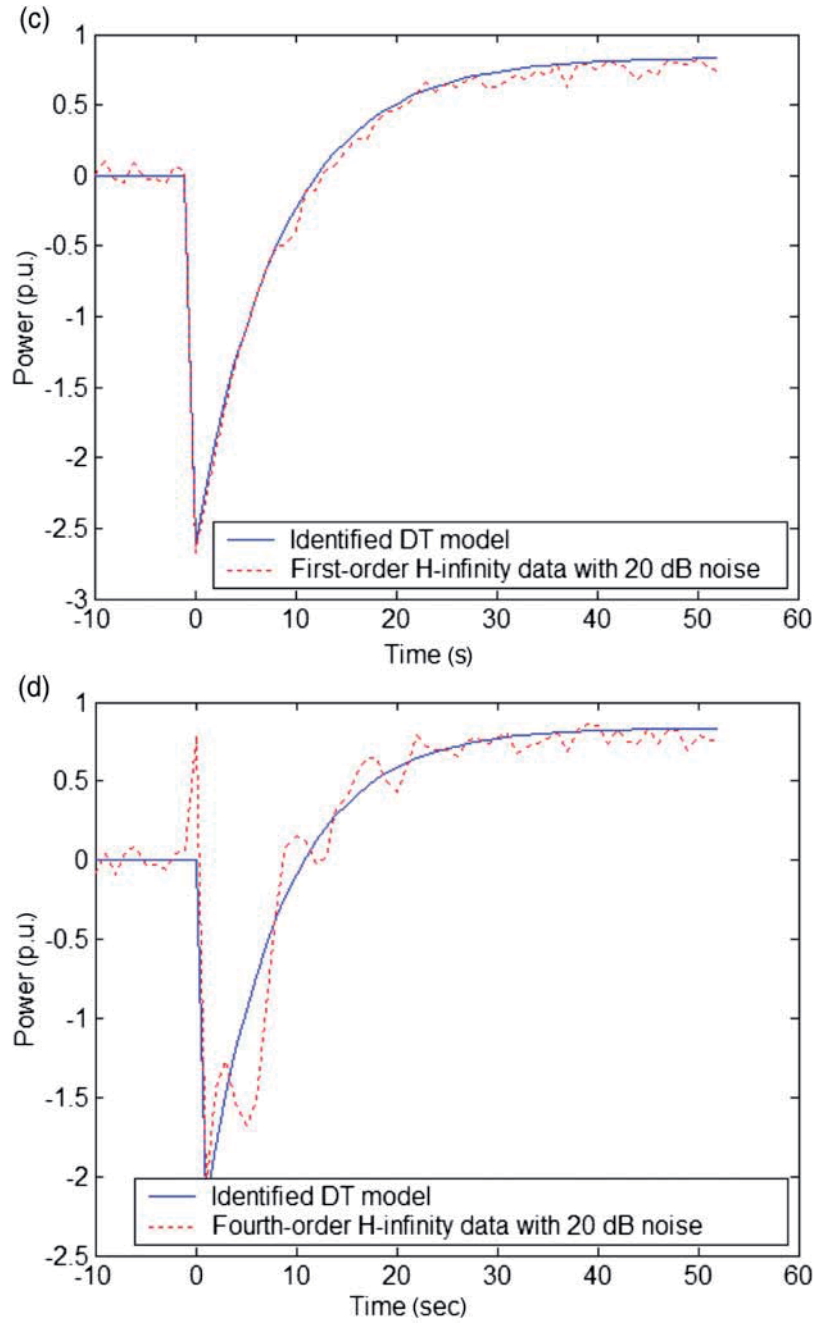 (c)
1
0.5
0
-0.5
-1
-1.5
-2
-2.5
-3
Power (p.u.)
Identified DT model
First-order H-infinity data with 20 dB noise
-10 0 10 20 30 40 50 60
Time (s)
(d)
1
0.5
0
-0.5
-1
-1.5
-2
-2.5
Power (p.u.)
Identified DT model
Fourth-order H-infinity data with 20 dB noise
-10 0 10 20 30 40 50 60
Time (sec)